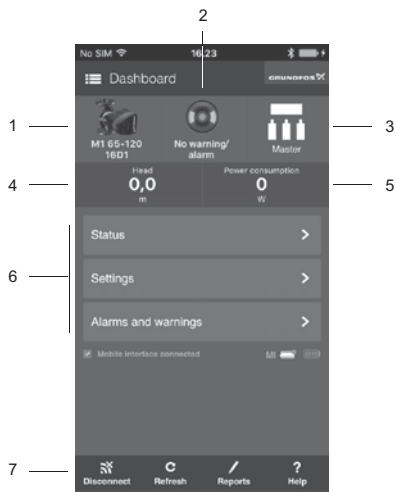 2
No SIM 16.23
Dashboard GRUNDFOS
1 3
M1 65-120
16D1
No warning/
alarm
Master
4 5
Head
0,0
m
Power consumption
0
W
6
Status
Settings
Alarms and warnings
Mobile interface connected MI
7
Disconnect Refresh Reports Help